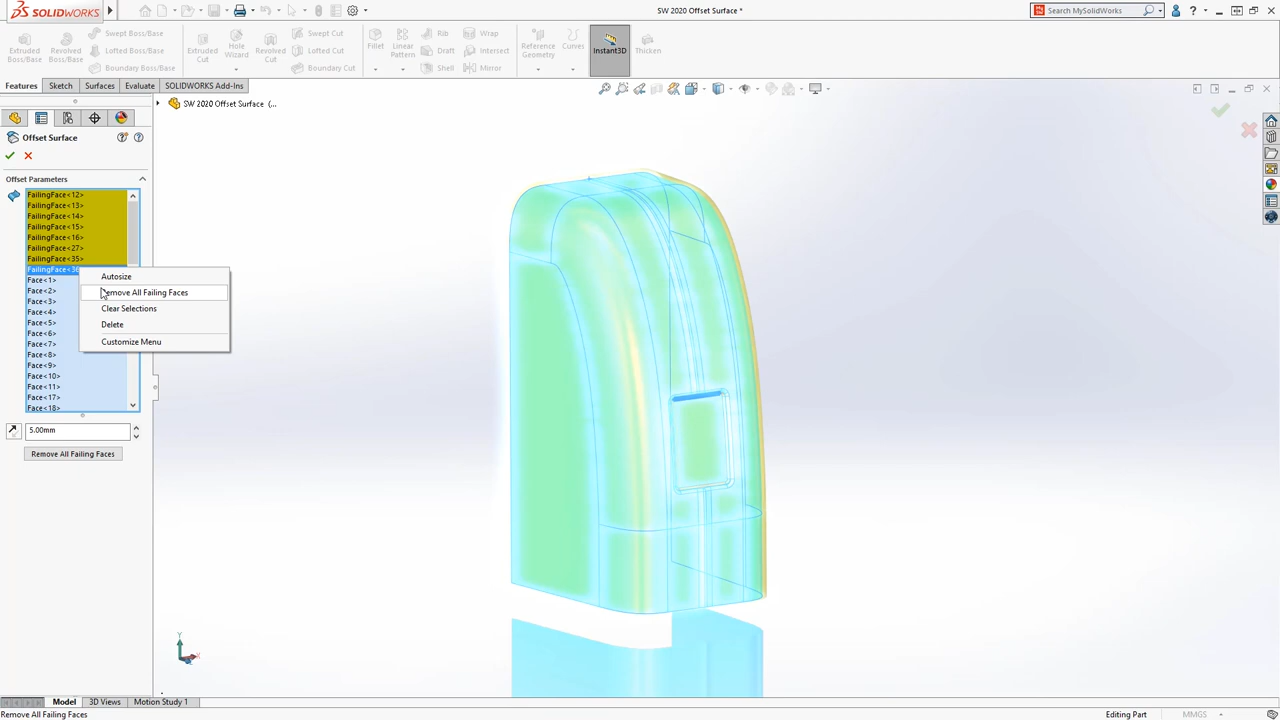 SOLIDWORKS
SW 2020 Offset Surface *
Search MySolidWorks
Extruded Boss/Base
Revolved Boss/Base
Swept Boss/Base
Lofted Boss/Base
Boundary Boss/Base
Extruded Cut
Hole Wizard
Revolved Cut
Swept Cut
Lofted Cut
Boundary Cut
Fillet
Linear Pattern
Rib
Draft
Shell
Wrap
Intersect
Mirror
Reference Geometry
Curves
Instant3D
Thicken
Features Sketch Surfaces Evaluate SOLIDWORKS Add-Ins
SW 2020 Offset Surface (...
Offset Surface
Offset Parameters
FailingFace<12>
FailingFace<13>
FailingFace<14>
FailingFace<15>
FailingFace<16>
FailingFace<27>
FailingFace<35>
FailingFace<36
Face<1>
Face<2>
Face<3>
Face<4>
Face<5>
Face<6>
Face<7>
Face<8>
Face<9>
Face<10>
Face<11>
Face<17>
Face<18>
Autosize
Remove All Failing Faces
Clear Selections
Delete
Customize Menu
5.00mm
Remove All Failing Faces
Y
X
Model 3D Views Motion Study 1
Remove All Failing Faces
Editing Part
MMGS